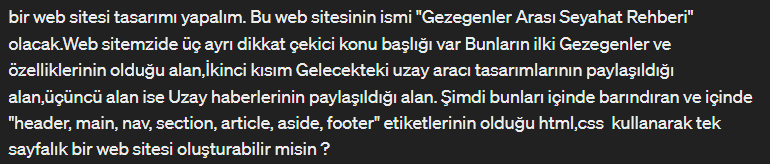 bir web sitesi tasarımı yapalım. Bu web sitesinin ismi "Gezegenler Arası Seyahat Rehberi"
olacak.Web sitemzide üç ayrı dikkat çekici konu başlığı var Bunların ilki Gezegenler ve
özelliklerinin olduğu alan,İkinci kısım Gelecekteki uzay aracı tasarımlarının paylaşıldığı
alan,üçüncü alan ise Uzay haberlerinin paylaşıldığı alan. Şimdi bunları içinde barındıran ve içinde
"header, main, nav, section, article, aside, footer" etiketlerinin olduğu html,css kullanarak tek
sayfalık bir web sitesi oluşturabilir misin ?